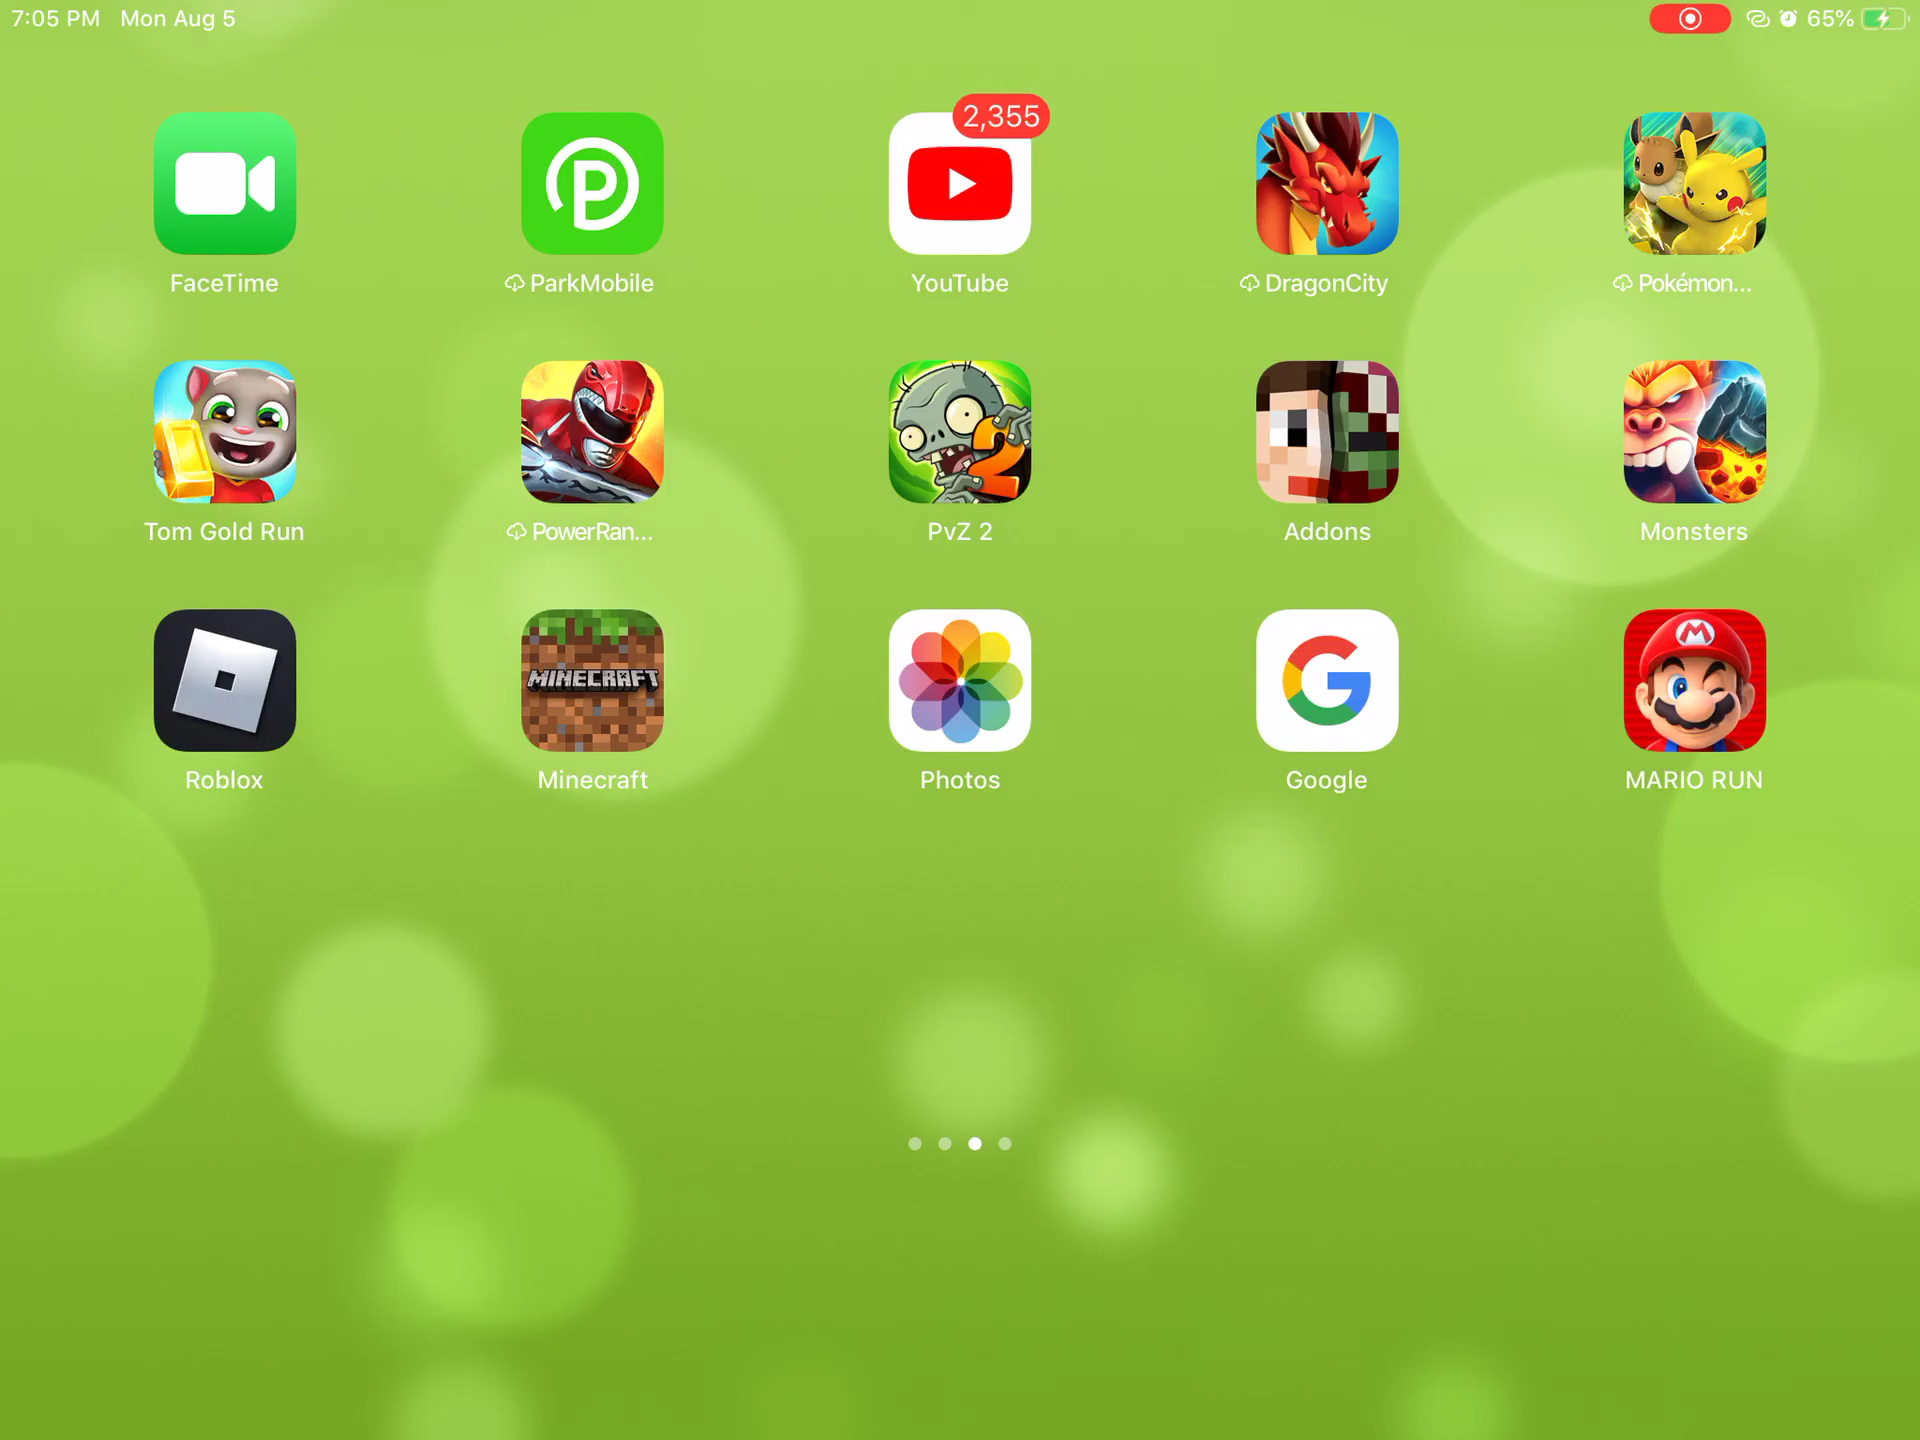 7:05 PM Mon Aug 5 65%
2,355
P
FaceTime ParkMobile YouTube DragonCity Pokémon...
2
Tom Gold Run PowerRan... PvZ 2 Addons Monsters
MINECRAFT G M
Roblox Minecraft Photos Google MARIO RUN